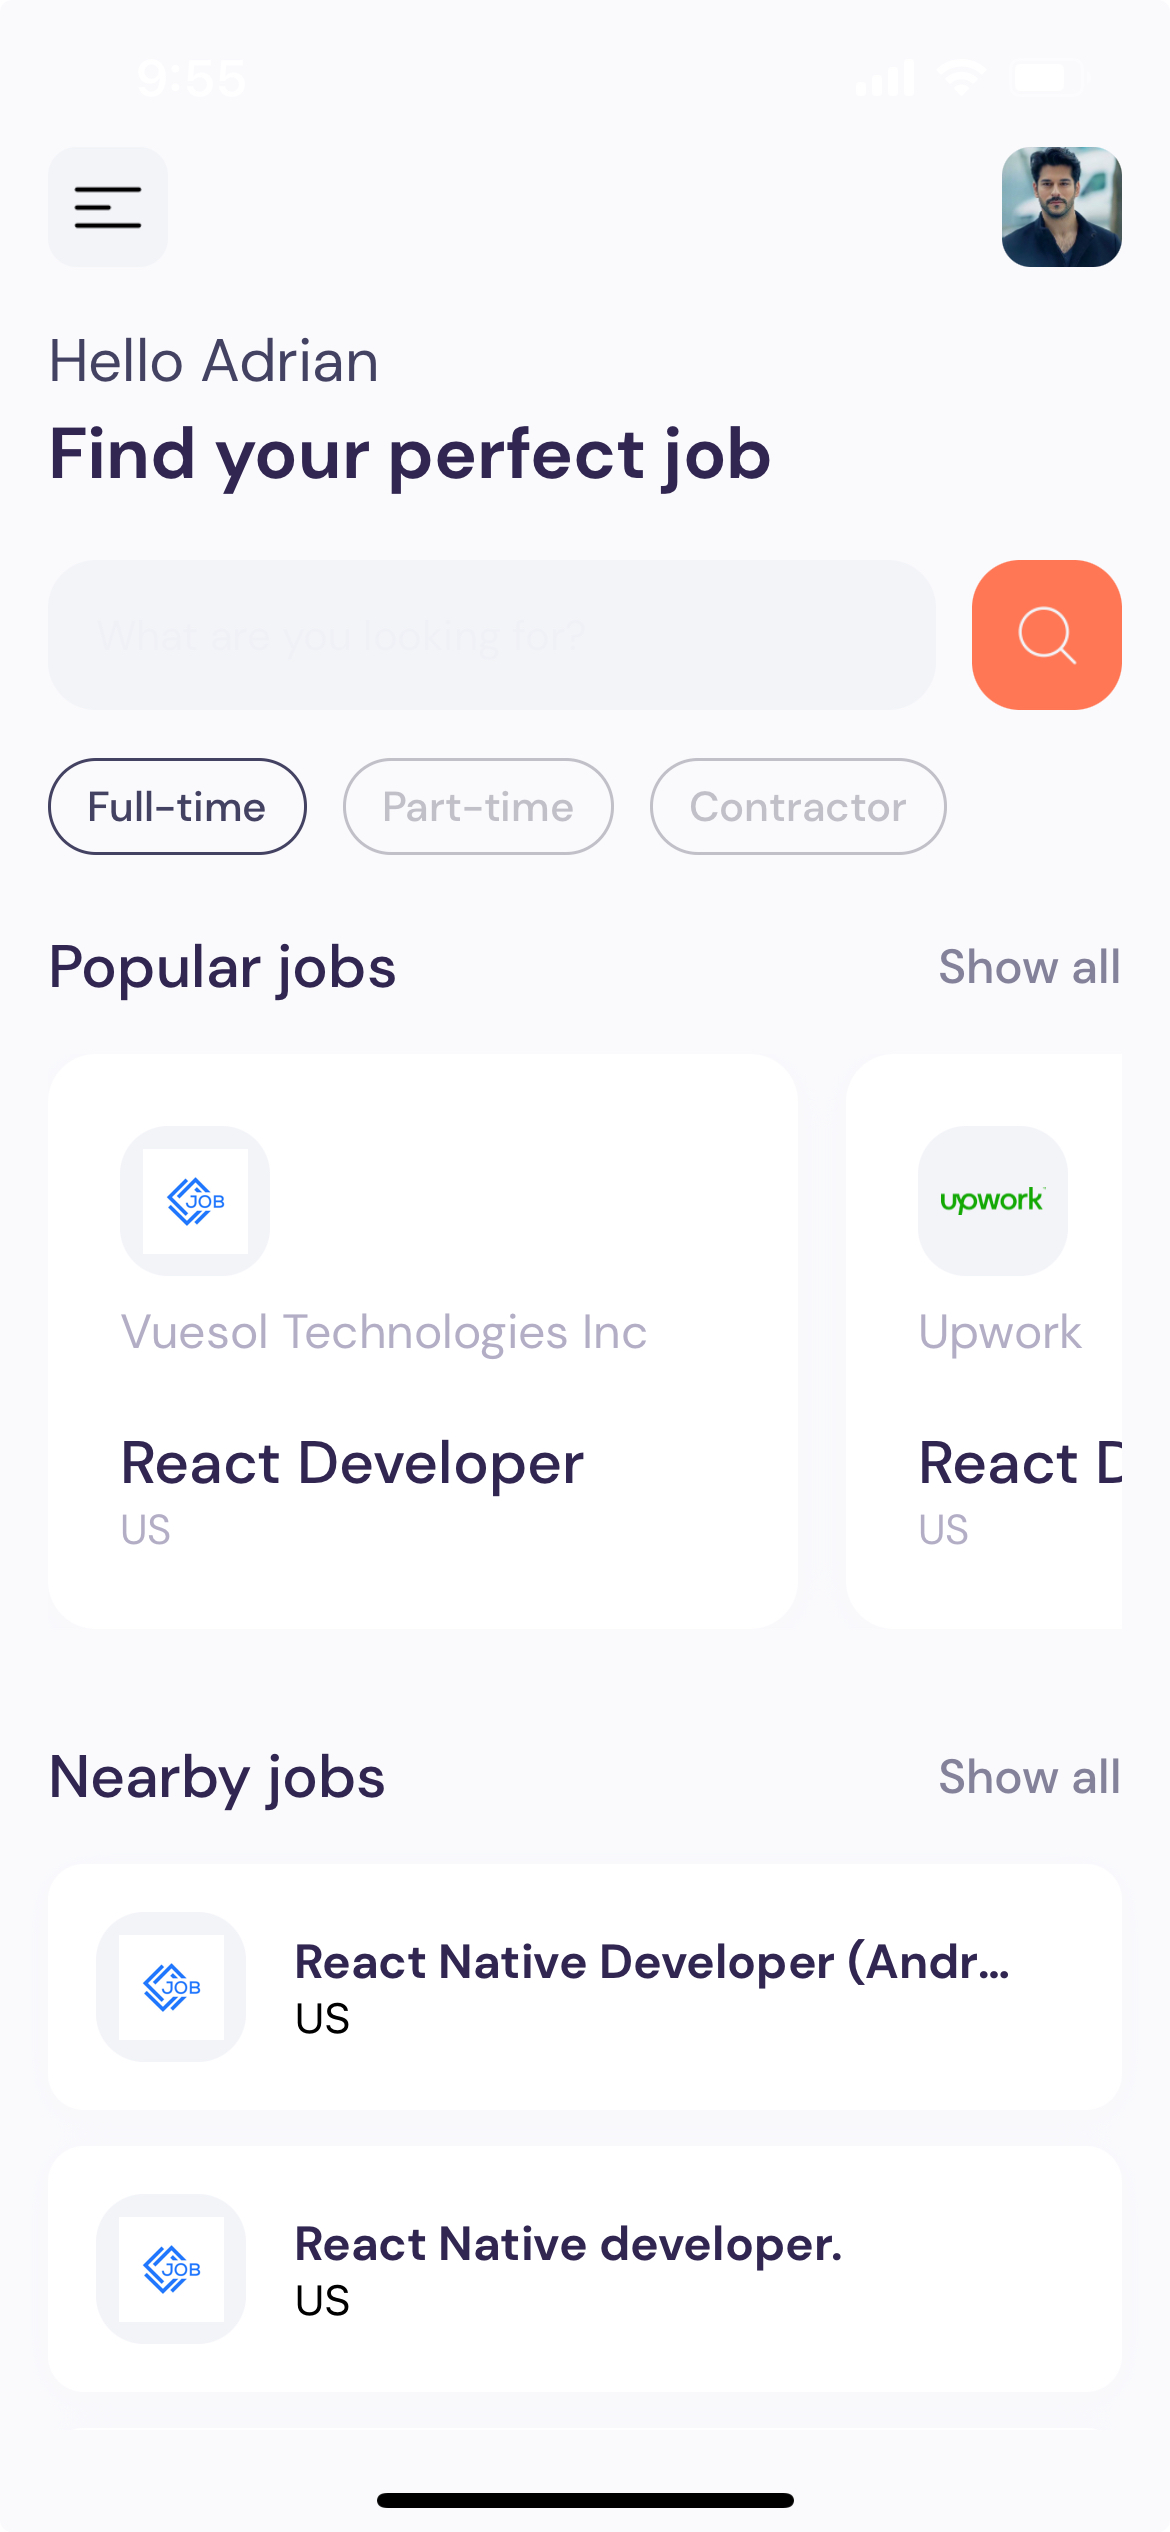 9:55
Hello Adrian
Find your perfect job
What are you looking for?
Full-time
Part-time
Contractor
Popular jobs
Show all
JOB
upwork
Vuesol Technologies Inc
Upwork
React Developer
React D
US
US
Nearby jobs
Show all
JOB
React Native Developer (Andr...
US
JOB
React Native developer.
US